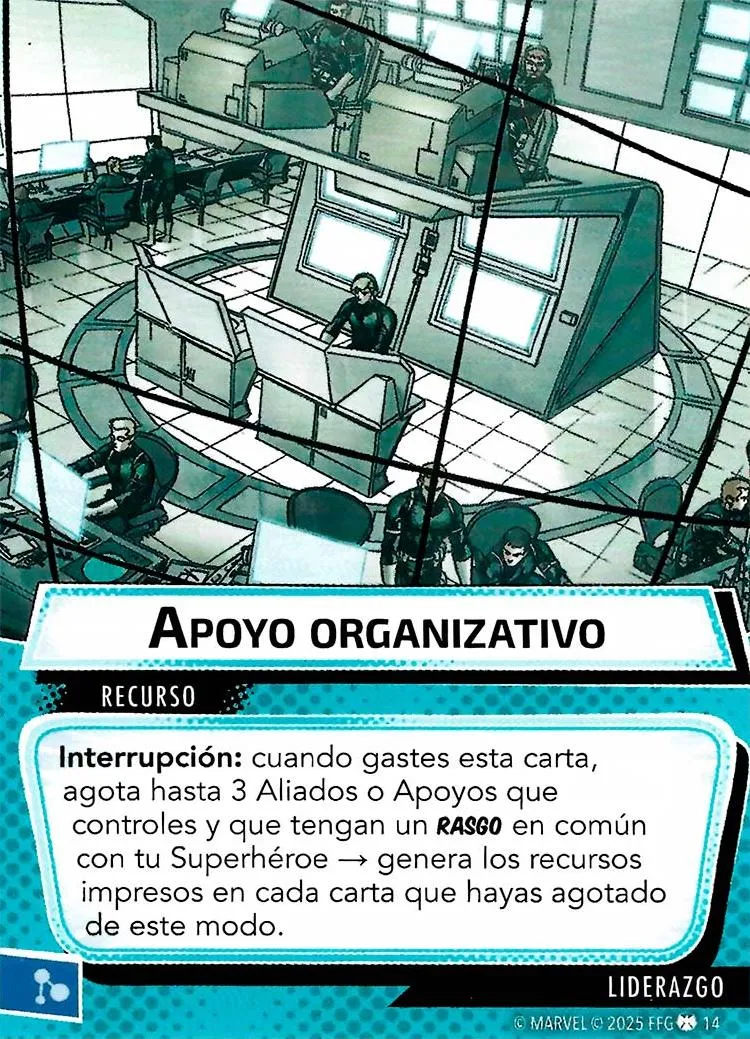 Apoyo organizativo
RECURSO
Interrupción: cuando gastes esta carta,
agota hasta 3 Aliados o Apoyos que
controles y que tengan un RASGO en común
con tu Superhéroe → genera los recursos
impresos en cada carta que hayas agotado
de este modo.
LIDERAZGO
© MARVEL © 2025 FFG 14